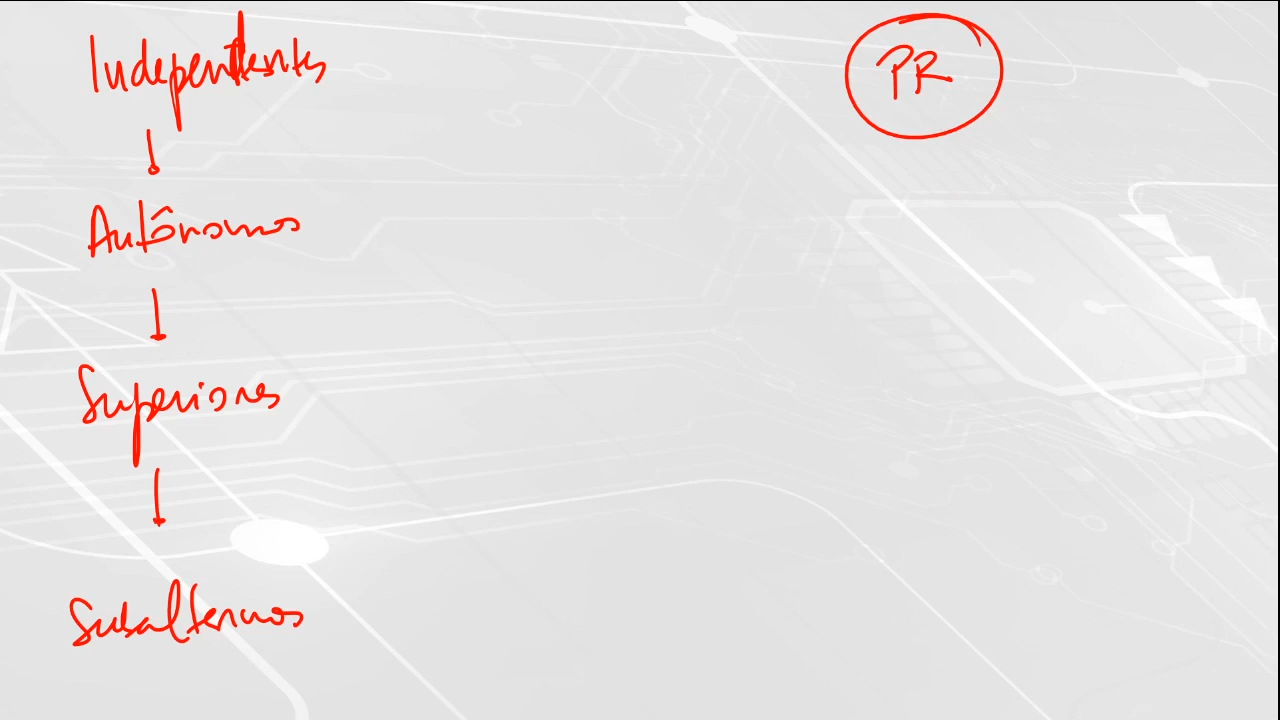 Independentes
PR
Autônomos
Superiores
Subalternos